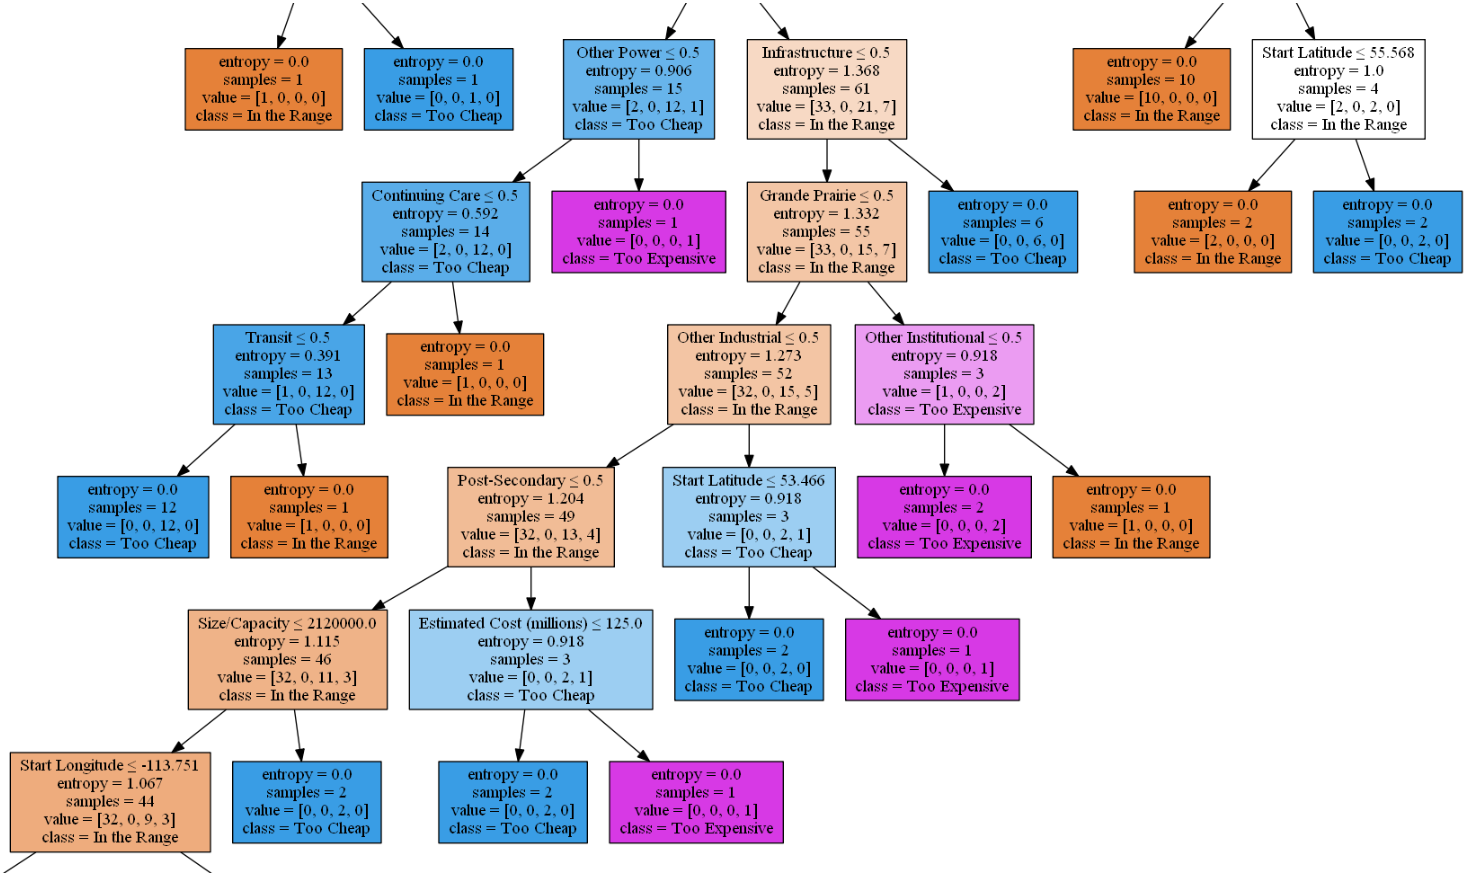 entropy = 0.0
samples = 1
value = [1, 0, 0, 0]
class = In the Range
entropy = 0.0
samples = 1
value = [0, 0, 1, 0]
class = Too Cheap
Other Power ≤ 0.5
entropy = 0.906
samples = 15
value = [2, 0, 12, 1]
class = Too Cheap
Infrastructure ≤ 0.5
entropy = 1.368
samples = 61
value = [33, 0, 21, 7]
class = In the Range
entropy = 0.0
samples = 10
value = [10, 0, 0, 0]
class = In the Range
Start Latitude ≤ 55.568
entropy = 1.0
samples = 4
value = [2, 0, 2, 0]
class = In the Range
Continuing Care ≤ 0.5
entropy = 0.592
samples = 14
value = [2, 0, 12, 0]
class = Too Cheap
entropy = 0.0
samples = 1
value = [0, 0, 0, 1]
class = Too Expensive
Grande Prairie ≤ 0.5
entropy = 1.332
samples = 55
value = [33, 0, 15, 7]
class = In the Range
entropy = 0.0
samples = 6
value = [0, 0, 6, 0]
class = Too Cheap
entropy = 0.0
samples = 2
value = [2, 0, 0, 0]
class = In the Range
entropy = 0.0
samples = 2
value = [0, 0, 2, 0]
class = Too Cheap
Transit ≤ 0.5
entropy = 0.391
samples = 13
value = [1, 0, 12, 0]
class = Too Cheap
entropy = 0.0
samples = 1
value = [1, 0, 0, 0]
class = In the Range
Other Industrial ≤ 0.5
entropy = 1.273
samples = 52
value = [32, 0, 15, 5]
class = In the Range
Other Institutional ≤ 0.5
entropy = 0.918
samples = 3
value = [1, 0, 0, 2]
class = Too Expensive
entropy = 0.0
samples = 12
value = [0, 0, 12, 0]
class = Too Cheap
entropy = 0.0
samples = 1
value = [1, 0, 0, 0]
class = In the Range
Post-Secondary ≤ 0.5
entropy = 1.204
samples = 49
value = [32, 0, 13, 4]
class = In the Range
Start Latitude ≤ 53.466
entropy = 0.918
samples = 3
value = [0, 0, 2, 1]
class = Too Cheap
entropy = 0.0
samples = 2
value = [0, 0, 0, 2]
class = Too Expensive
entropy = 0.0
samples = 1
value = [1, 0, 0, 0]
class = In the Range
Size/Capacity ≤ 2120000.0
entropy = 1.115
samples = 46
value = [32, 0, 11, 3]
class = In the Range
Estimated Cost (millions) ≤ 125.0
entropy = 0.918
samples = 3
value = [0, 0, 2, 1]
class = Too Cheap
entropy = 0.0
samples = 2
value = [0, 0, 2, 0]
class = Too Cheap
entropy = 0.0
samples = 1
value = [0, 0, 0, 1]
class = Too Expensive
Start Longitude ≤ -113.751
entropy = 1.067
samples = 44
value = [32, 0, 9, 3]
class = In the Range
entropy = 0.0
samples = 2
value = [0, 0, 2, 0]
class = Too Cheap
entropy = 0.0
samples = 2
value = [0, 0, 2, 0]
class = Too Cheap
entropy = 0.0
samples = 1
value = [0, 0, 0, 1]
class = Too Expensive